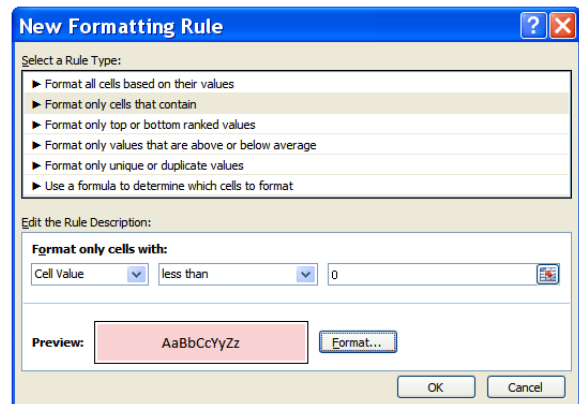 New Formatting Rule
Select a Rule Type:
► Format all cells based on their values
► Format only cells that contain
► Format only top or bottom ranked values
► Format only values that are above or below average
► Format only unique or duplicate values
► Use a formula to determine which cells to format
Edit the Rule Description:
Format only cells with:
Cell Value less than 0
Preview: AaBbCcYyZz Format...
OK Cancel